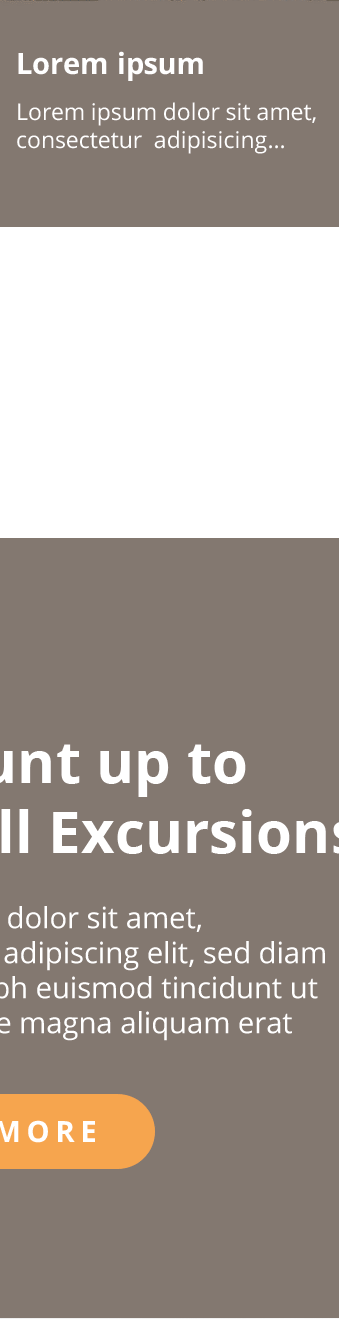 Lorem ipsum
Lorem ipsum dolor sit amet,
consectetur  adipisicing...
unt up to
ll Excursions
dolor sit amet,
adipiscing elit, sed diam
ph euismod tincidunt ut
e magna aliquam erat
MORE